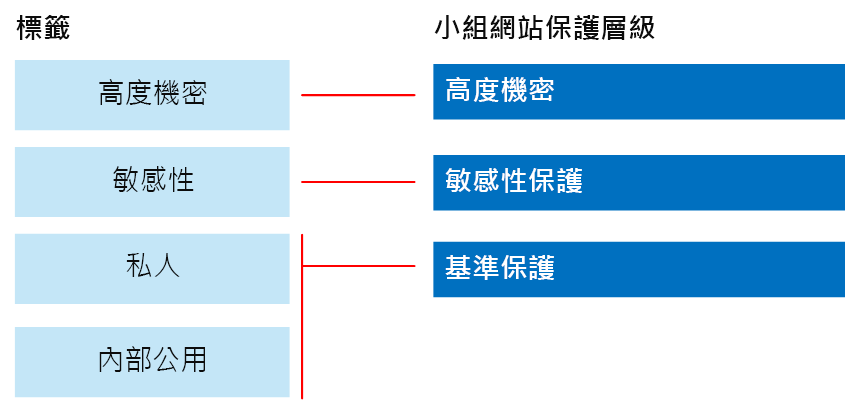 標籤
小組網站保護層級
高度機密
高度機密
敏感性
敏感性保護
私人
基準保護
內部公用